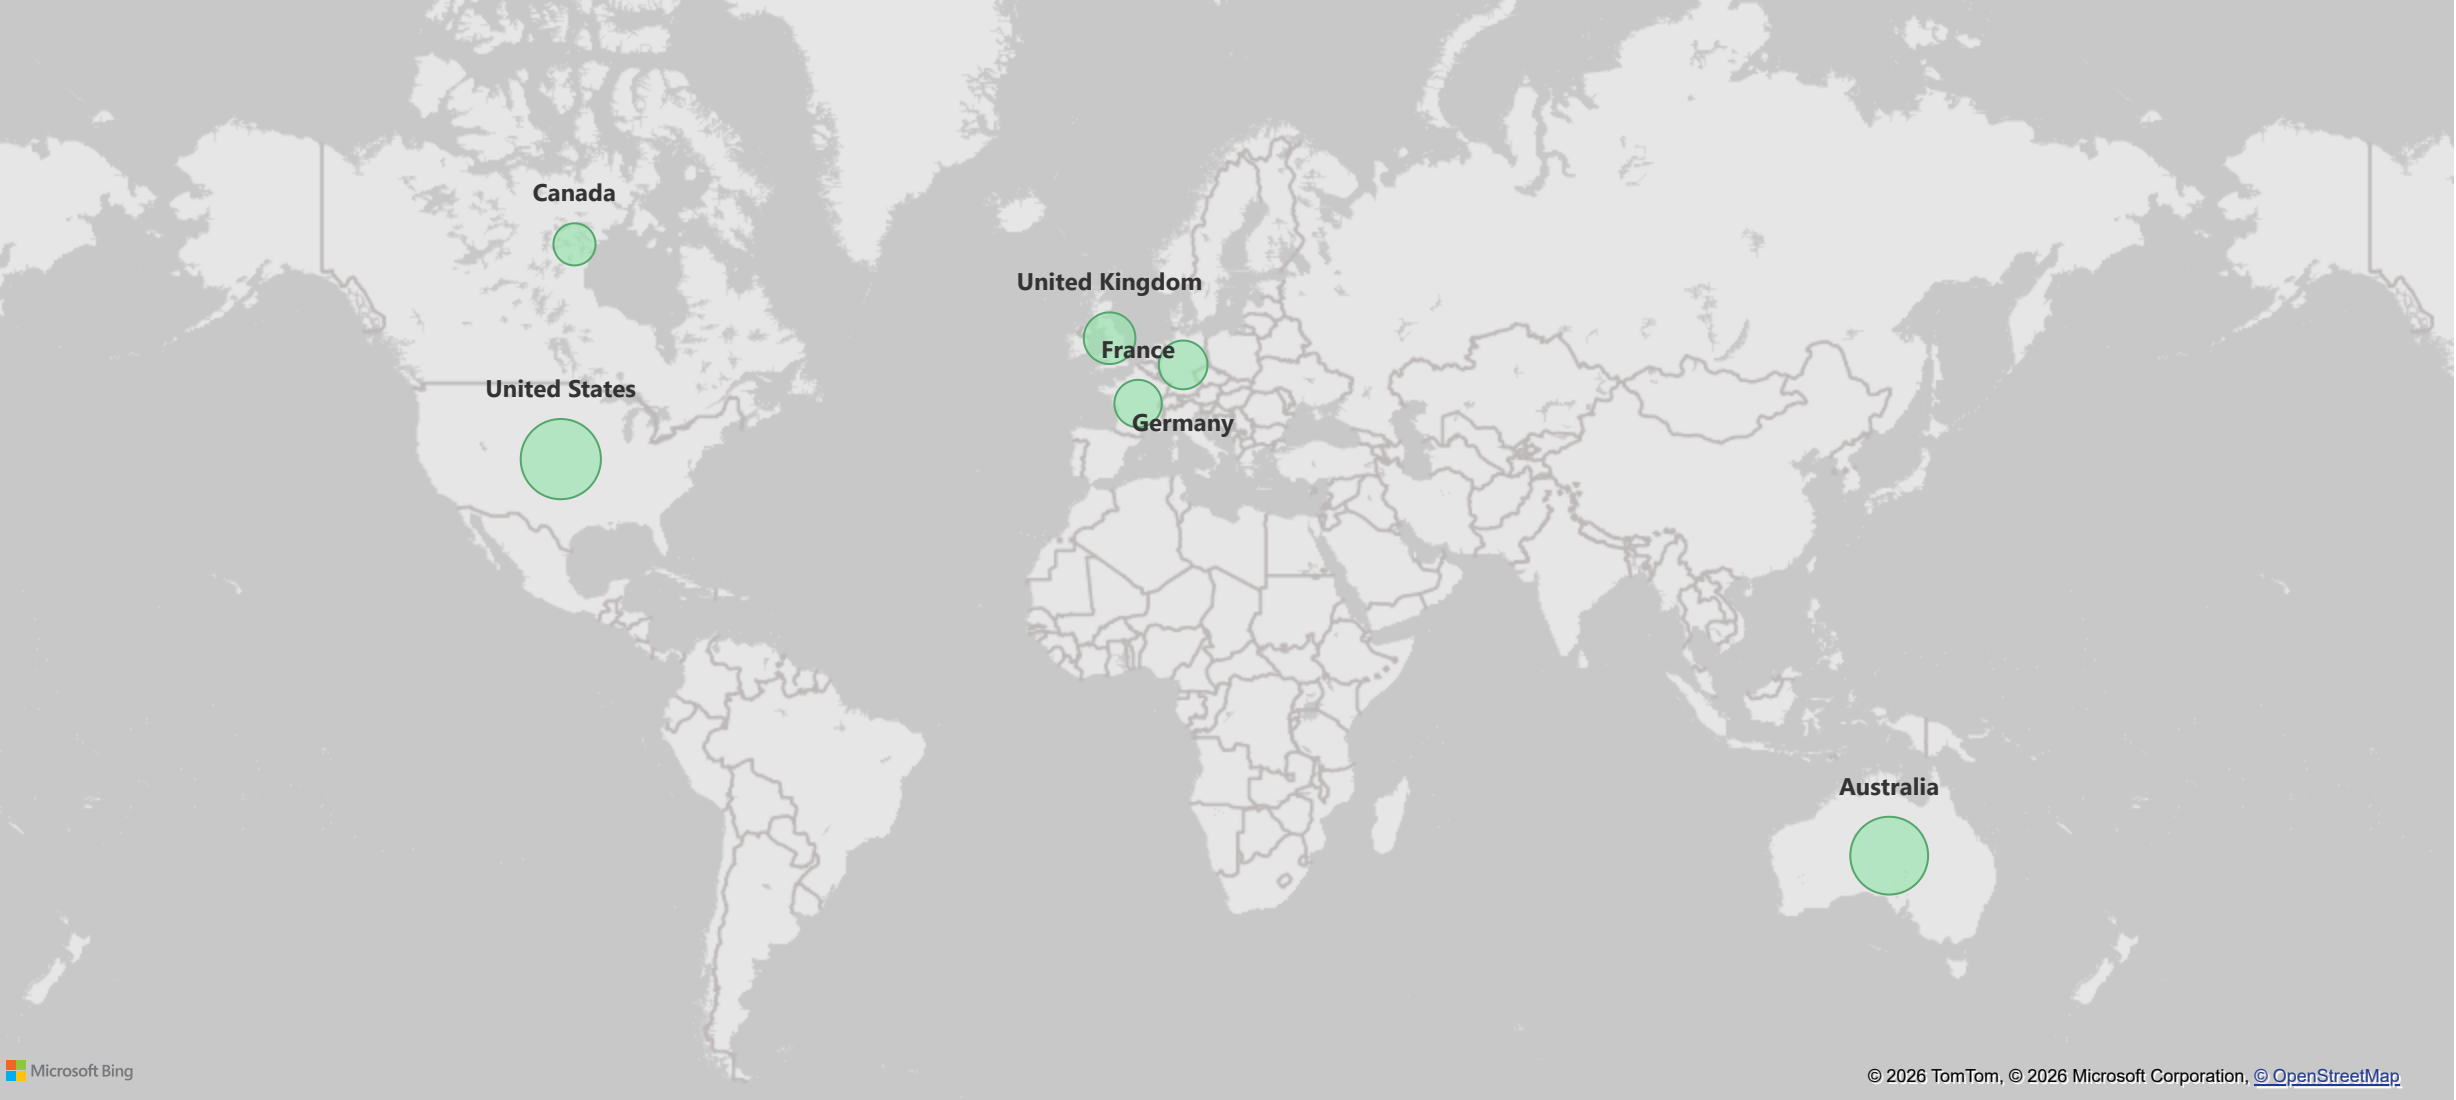 Canada
United Kingdom
France
United States
Germany
Australia
Microsoft Bing
© 2026 TomTom, © 2026 Microsoft Corporation, © OpenStreetMap